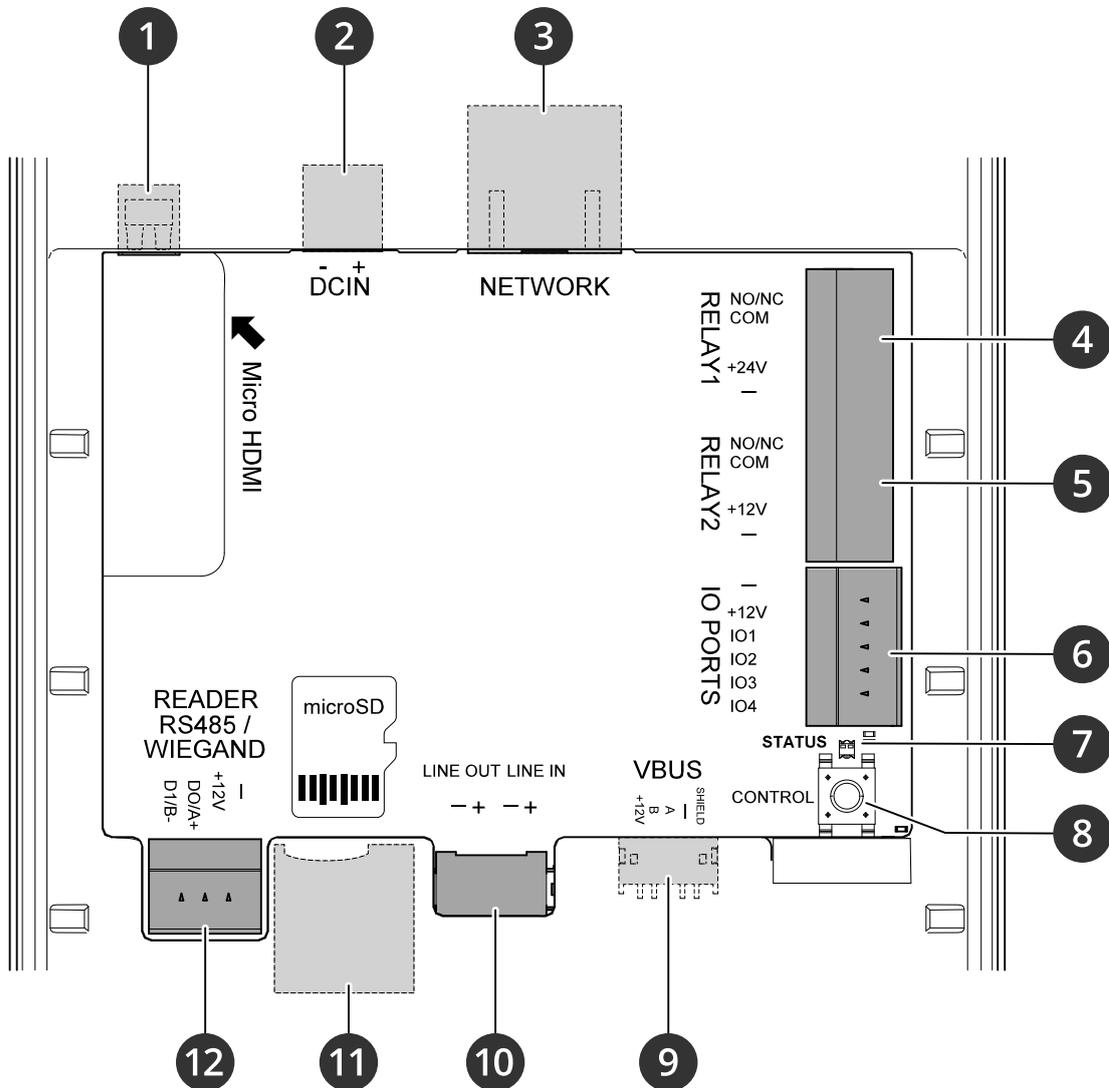 1
2
3
- +
DCIN
NETWORK
Micro HDMI
RELAY1
NO/NC
COM
+24V
–
4
RELAY2
NO/NC
COM
+12V
–
5
IO PORTS
–
+12V
IO1
IO2
IO3
IO4
6
STATUS
7
CONTROL
8
READER
RS485 /
WIEGAND
D1/B-
DO/A+
+12V
–
microSD
LINE OUT LINE IN
– + – +
VBUS
+12V
B
A
–
SHIELD
12
11
10
9